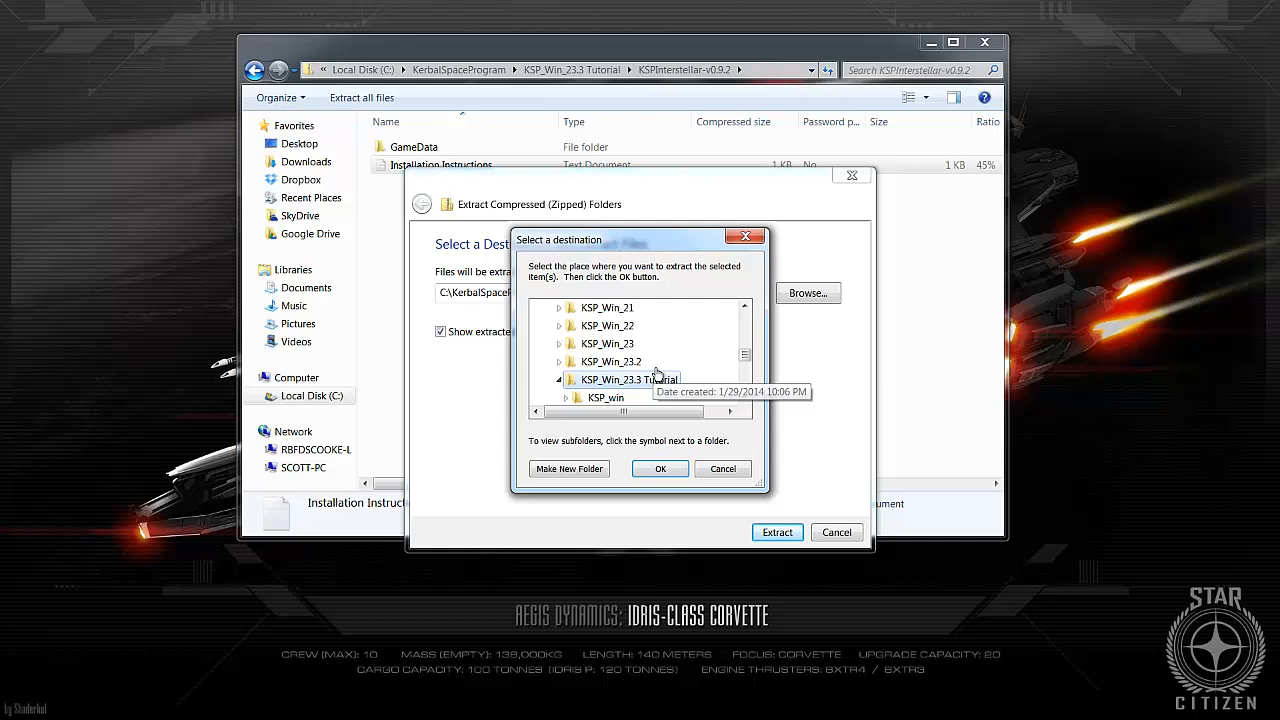 « Local Disk (C:) ▸ KerbalSpaceProgram ▸ KSP_Win_23.3 Tutorial ▸ KSPInterstellar-v0.9.2 ▸
Search KSPInterstellar-v0.9.2
Organize
Extract all files
Name
Type
Compressed size
Password p...
Size
Ratio
Favorites
Desktop
Downloads
Dropbox
Recent Places
SkyDrive
Google Drive
Libraries
Documents
Music
Pictures
Videos
Computer
Local Disk (C:)
Network
RBFDSCOOKE-L
SCOTT-PC
GameData
File folder
Installation Instructions
Text Document
1 KB
No
1 KB
45%
Installation Instruc
ument
Extract Compressed (Zipped) Folders
Select a Des
Files will be extra
C:\KerbalSpaceP
Browse...
Show extracte
Extract
Cancel
Select a destination
Select the place where you want to extract the selected
item(s). Then click the OK button.
KSP_Win_21
KSP_Win_22
KSP_Win_23
KSP_Win_23.2
KSP_Win_23.3 Tutorial
KSP_win
Date created: 1/29/2014 10:06 PM
To view subfolders, click the symbol next to a folder.
Make New Folder
OK
Cancel
AEGIS DYNAMICS: IDRIS-CLASS CORVETTE
CREW (MAX): 10 MASS (EMPTY): 138,000KG LENGTH: 140 METERS FOCUS: CORVETTE UPGRADE CAPACITY: 20
CARGO CAPACITY: 100 TONNES (IDRIS P: 120 TONNES) ENGINE THRUSTERS: 8XTR4 / 8XTR3
STAR
CITIZEN
by Shaderkul